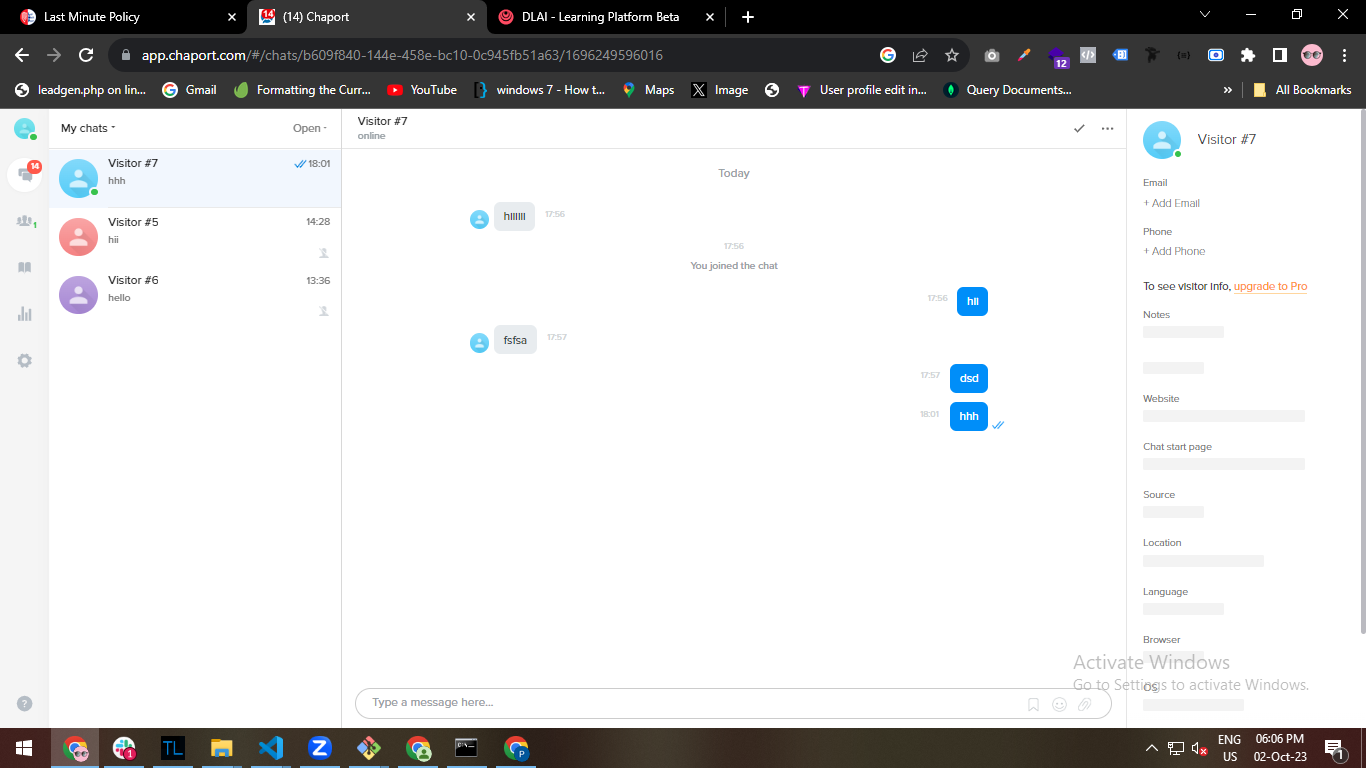 Last Minute Policy
(14) Chaport
DLAI - Learning Platform Beta
app.chaport.com/#/chats/b609f840-144e-458e-bc10-0c945fb51a63/1696249596016
12
leadgen.php on lin...
Gmail
Formatting the Curr...
YouTube
windows 7 - How t...
Maps
Image
User profile edit in...
Query Documents...
»
All Bookmarks
14
1
My chats
Open
Visitor #7
18:01
hhh
Visitor #5
14:28
hii
Visitor #6
13:36
hello
Visitor #7
online
Today
hiiiiii 17:56
17:56
You joined the chat
17:56 hii
fsfsa 17:57
17:57 dsd
18:01 hhh
Type a message here...
Visitor #7
Email
+ Add Email
Phone
+ Add Phone
To see visitor info, upgrade to Pro
Notes
Website
Chat start page
Source
Location
Language
Browser
OS
Activate Windows
Go to Settings to activate Windows.
?
1
TL
Z
P
ENG
US
06:06 PM
02-Oct-23
1